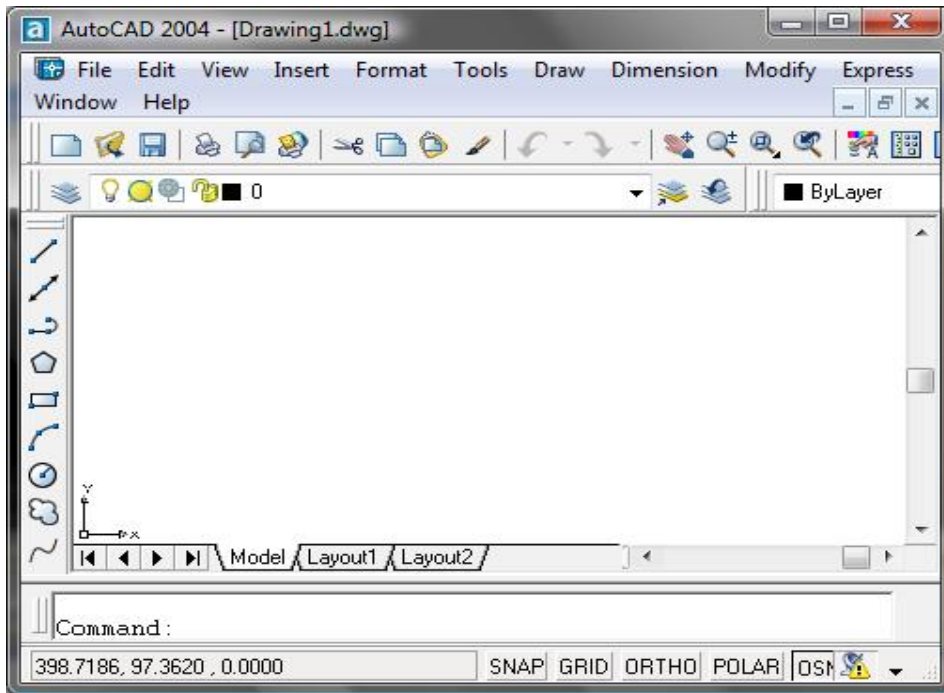 AutoCAD 2004 - [Drawing1.dwg]
File Edit View Insert Format Tools Draw Dimension Modify Express
Window Help
0 ByLayer
Y
X
Model Layout1 Layout2
Command:
398.7186, 97.3620 , 0.0000 SNAP GRID ORTHO POLAR